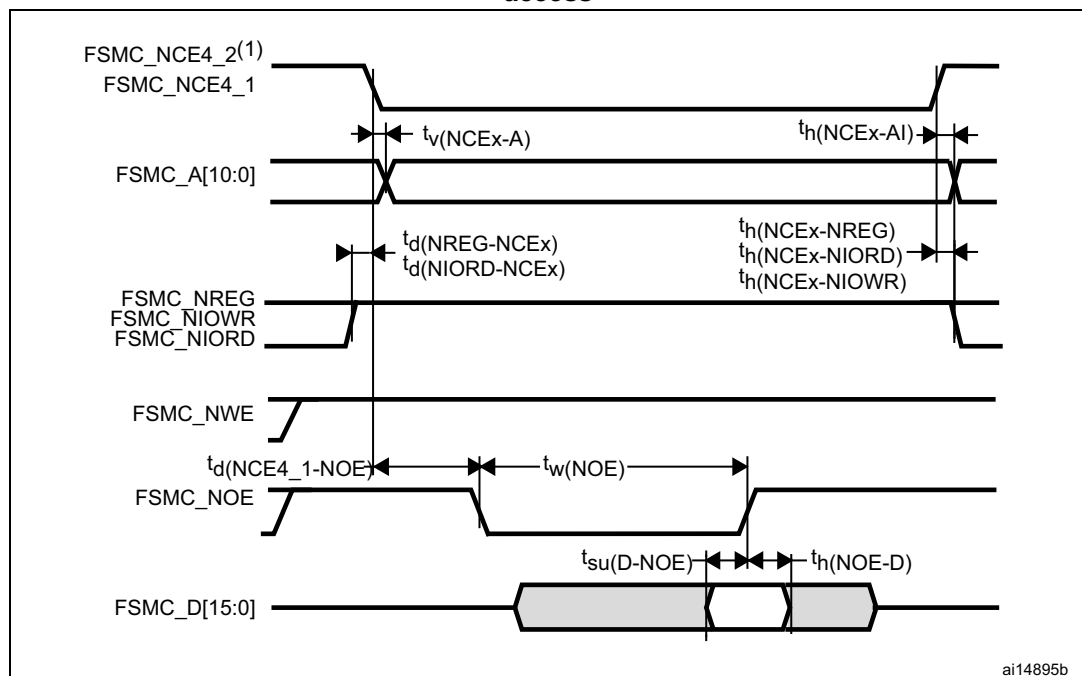 access
FSMC_NCE4_2(1)
FSMC_NCE4_1
tv(NCEx-A)
th(NCEx-AI)
FSMC_A[10:0]
td(NREG-NCEx)
td(NIORD-NCEx)
th(NCEx-NREG)
th(NCEx-NIORD)
th(NCEx-NIOWR)
FSMC_NREG
FSMC_NIOWR
FSMC_NIORD
FSMC_NWE
td(NCE4_1-NOE)
tw(NOE)
FSMC_NOE
tsu(D-NOE)
th(NOE-D)
FSMC_D[15:0]
ai14895b